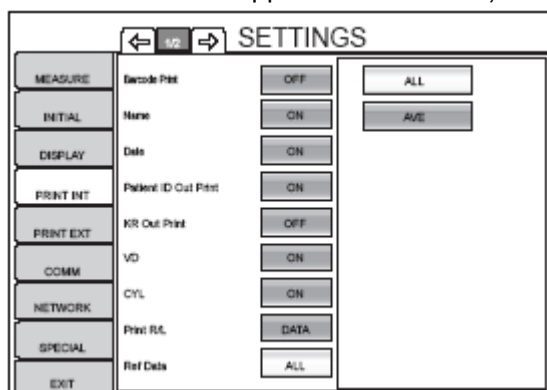 1/2 SETTINGS
MEASURE
INITIAL
DISPLAY
PRINT INT
PRINT EXT
COMM
NETWORK
SPECIAL
EXIT
Barcode Print OFF
Name ON
Date ON
Patient ID Out Print ON
KR Out Print OFF
VD ON
CYL ON
Print R/L DATA
Ref Data ALL
ALL
AVE